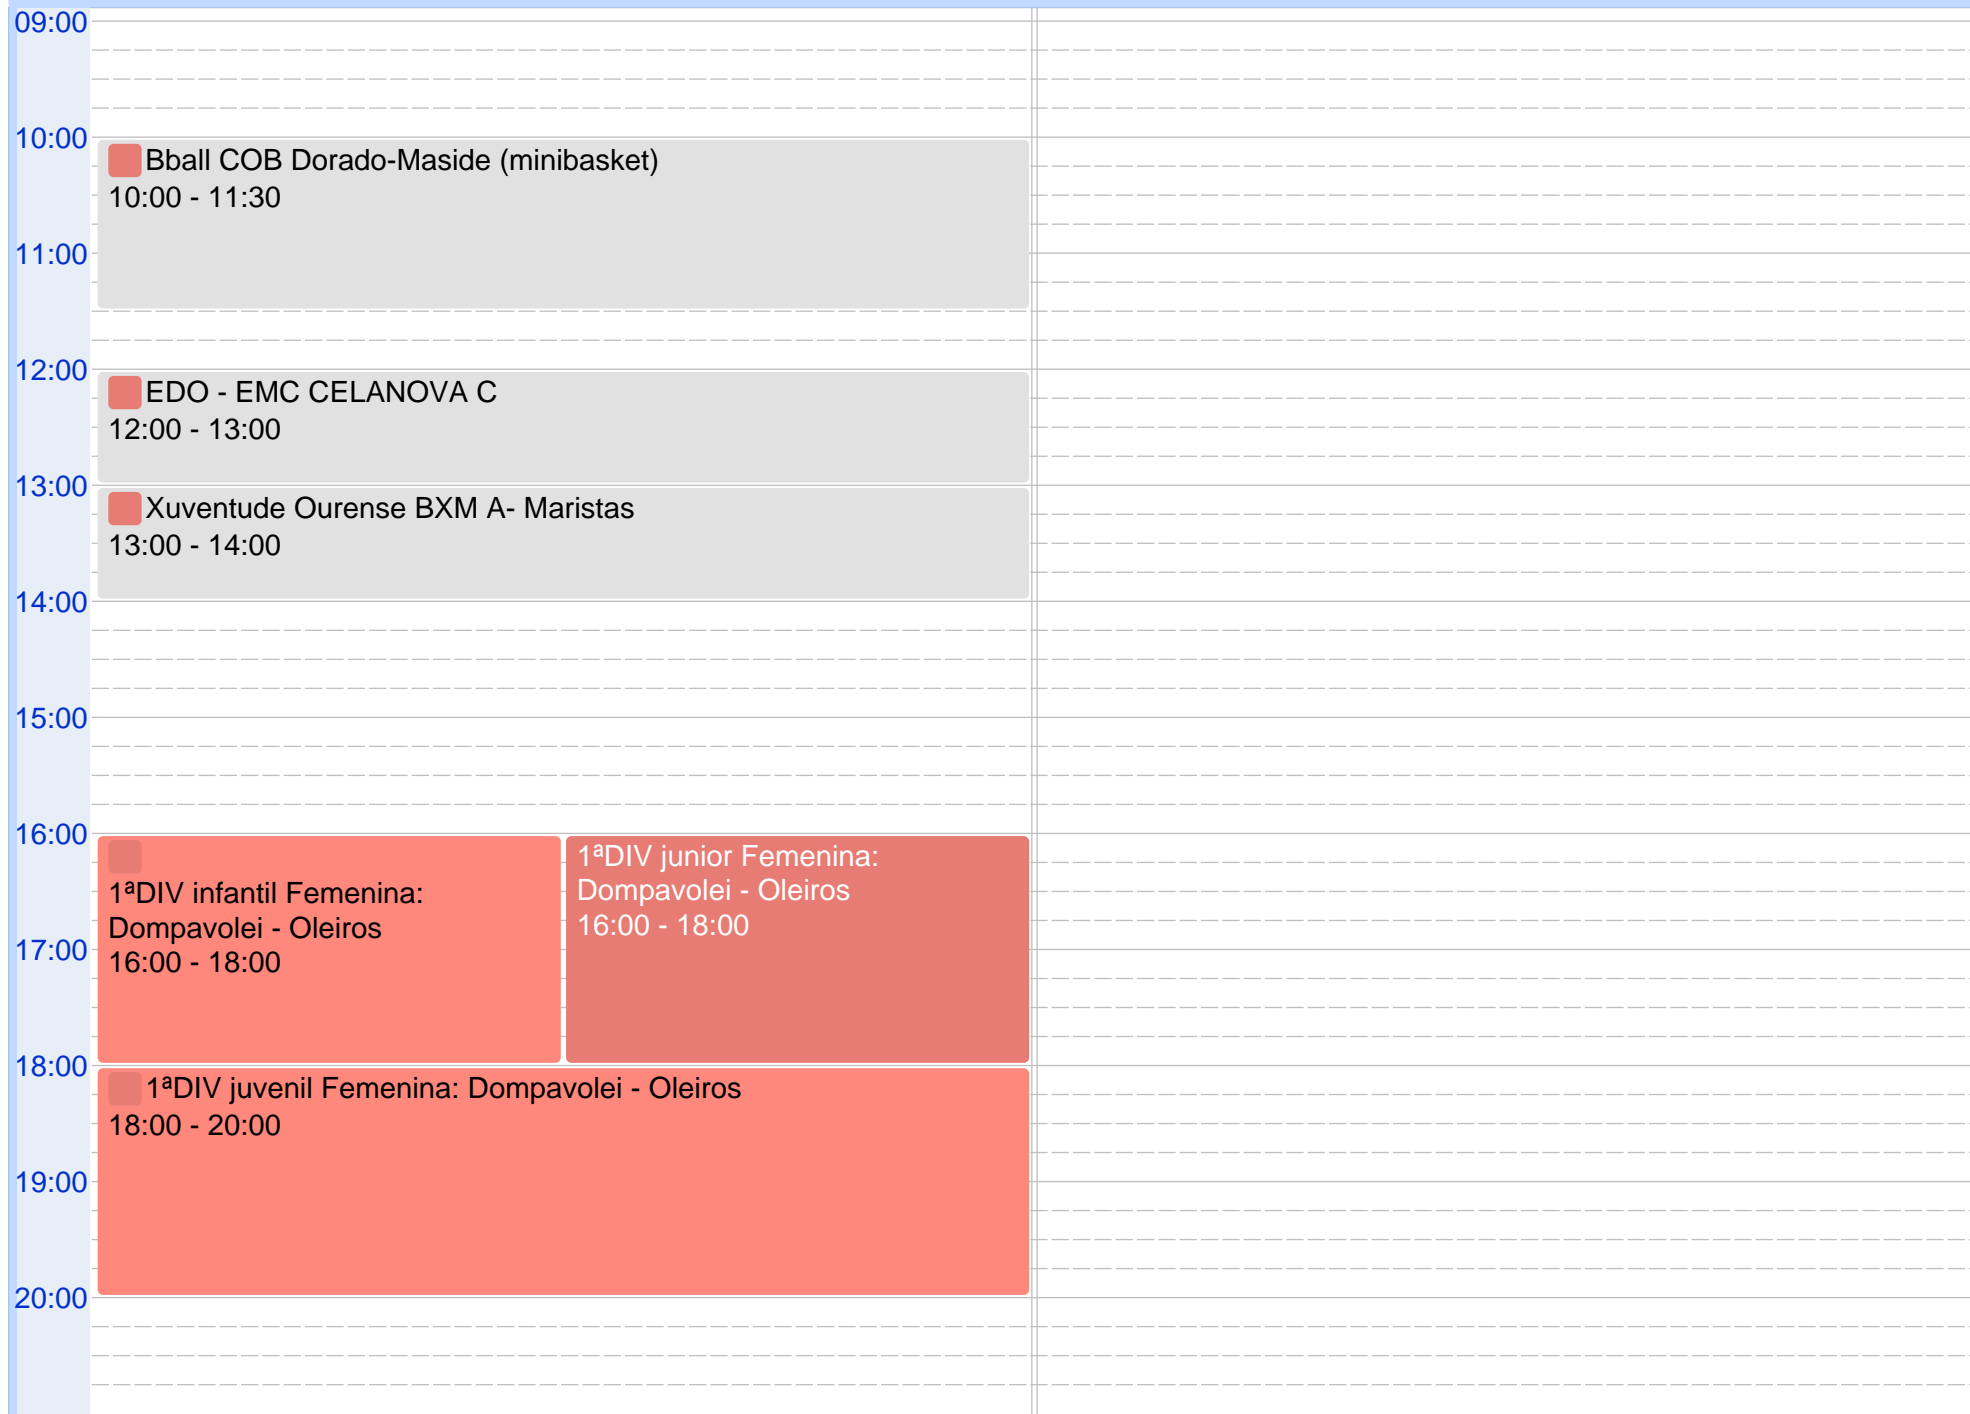 09:00
10:00
Bball COB Dorado-Maside (minibasket)
10:00 - 11:30
11:00
12:00
EDO - EMC CELANOVA C
12:00 - 13:00
13:00
Xuventude Ourense BXM A- Maristas
13:00 - 14:00
14:00
15:00
16:00
1ªDIV infantil Femenina:
Dompavolei - Oleiros
16:00 - 18:00
1ªDIV junior Femenina:
Dompavolei - Oleiros
16:00 - 18:00
17:00
18:00
1ªDIV juvenil Femenina: Dompavolei - Oleiros
18:00 - 20:00
19:00
20:00